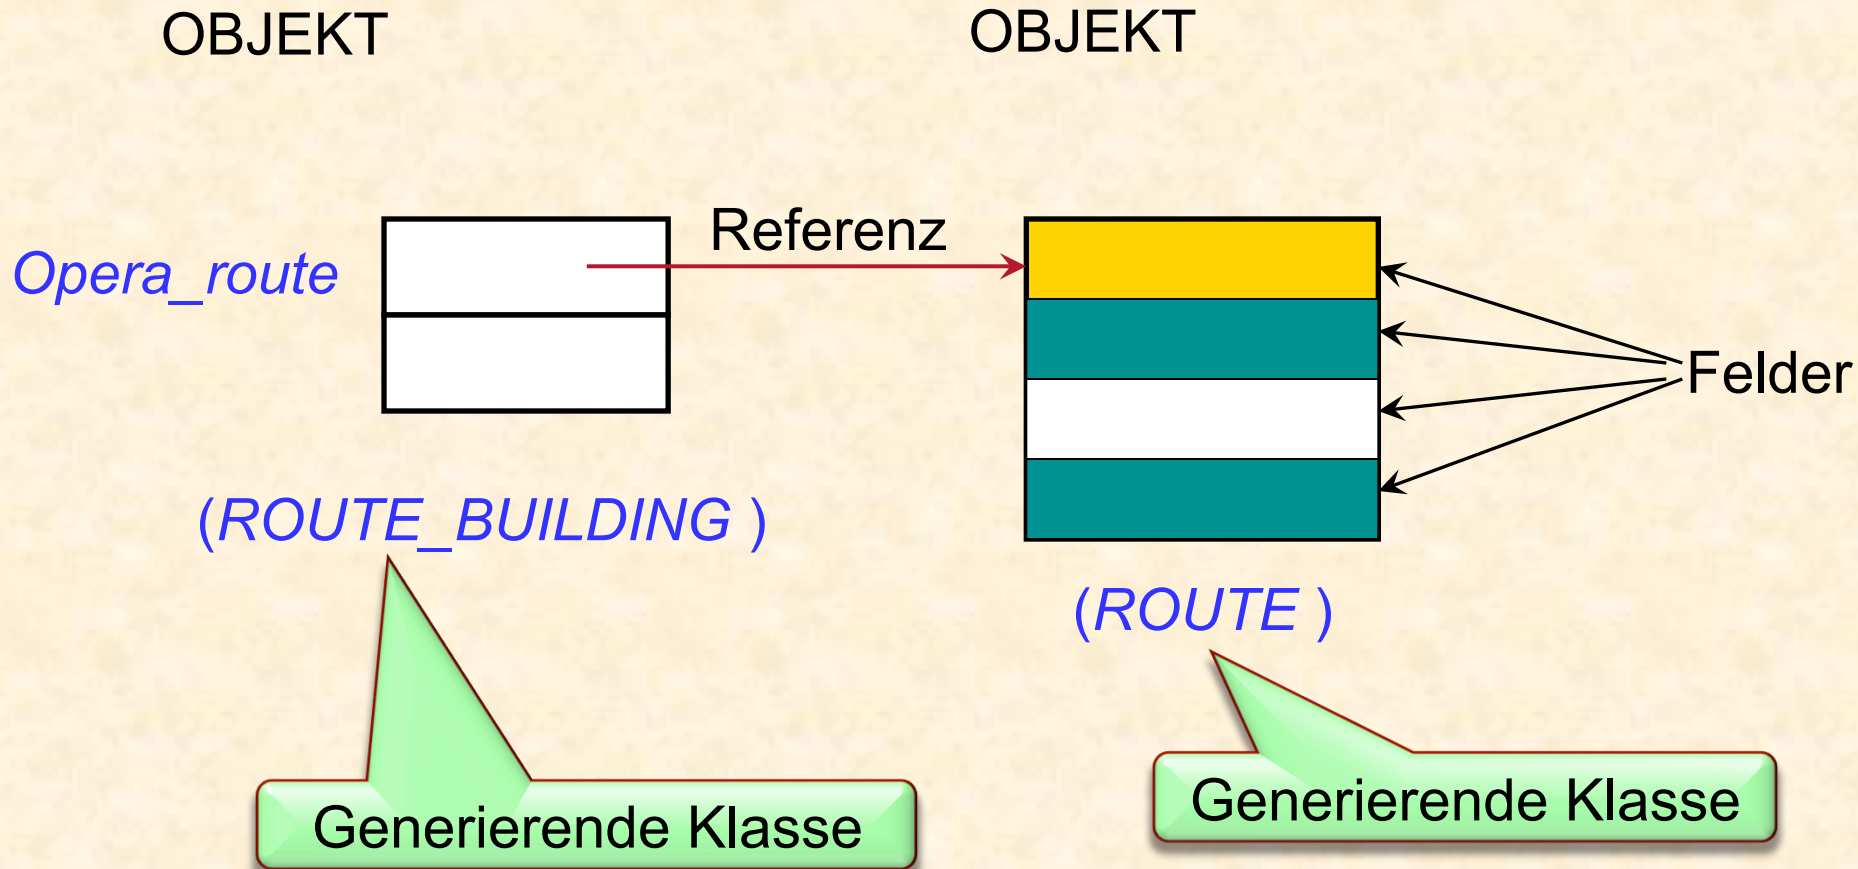 OBJEKT
OBJEKT
Referenz
Opera_route
Felder
(ROUTE_BUILDING )
(ROUTE )
Generierende Klasse
Generierende Klasse